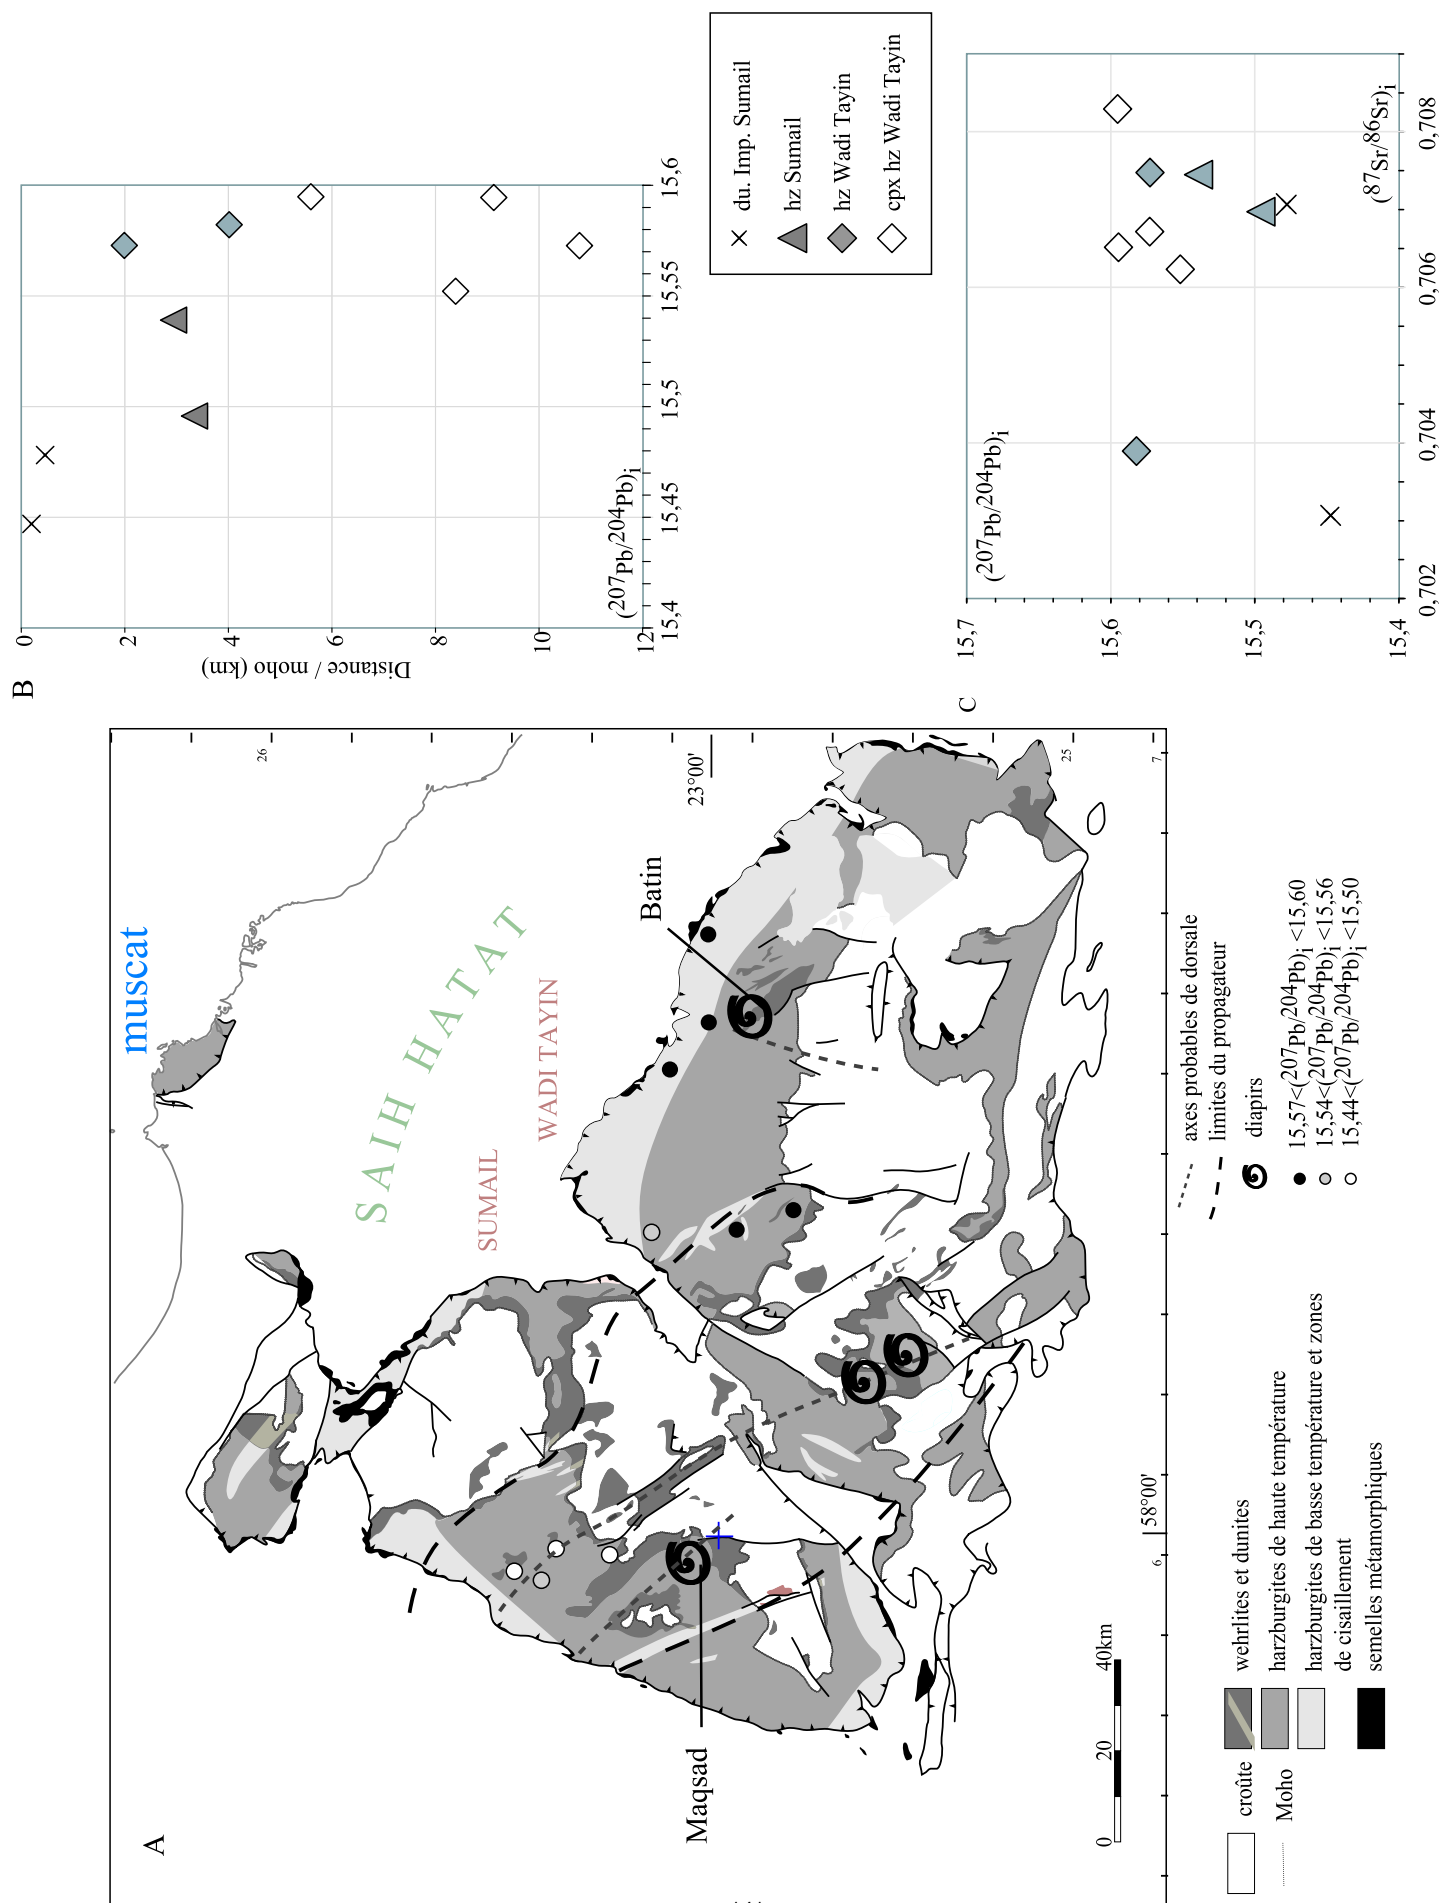 A
muscat
SAIH HATAT
SUMAIL
WADI TAYIN
Batin
Maqsad
23°00'
58°00'
26
25
7
6
0 20 40km
axes probables de dorsale
limites du propagateur
diapirs
15,57<(207Pb/204Pb)i <15,60
15,54<(207Pb/204Pb)i <15,56
15,44<(207Pb/204Pb)i <15,50
croûte
Moho
wehrlites et dunites
harzburgites de haute température
harzburgites de basse température et zones
de cisaillement
semelles métamorphiques
B
0
2
4
6
8
10
12
Distance / moho (km)
(207Pb/204Pb)i
15,4
15,45
15,5
15,55
15,6
du. Imp. Sumail
hz Sumail
hz Wadi Tayin
cpx hz Wadi Tayin
C
(207Pb/204Pb)i
15,7
15,6
15,5
15,4
0,702
0,704
0,706
0,708
(87Sr/86Sr)i